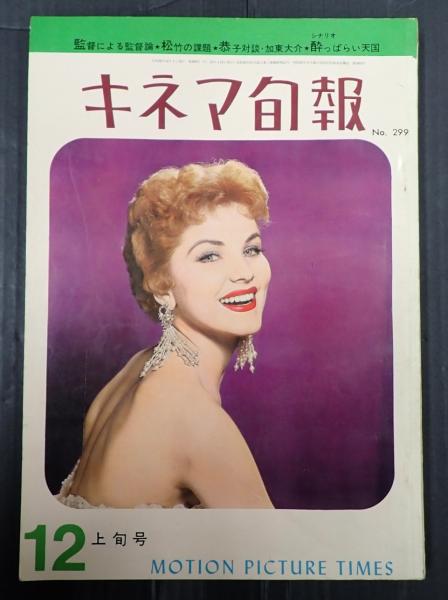 シナリオ
監督による監督論★松竹の課題★恭子対談・加東大介★酔っぱらい天国
キネマ旬報
No. 299
12上旬号
MOTION PICTURE TIMES